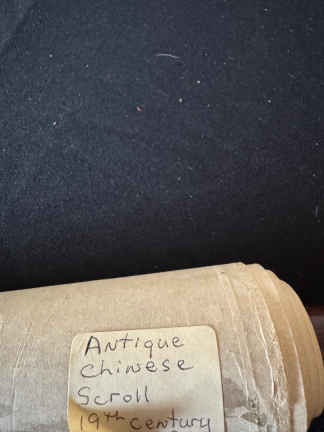 Antique
Chinese
Scroll
19th century